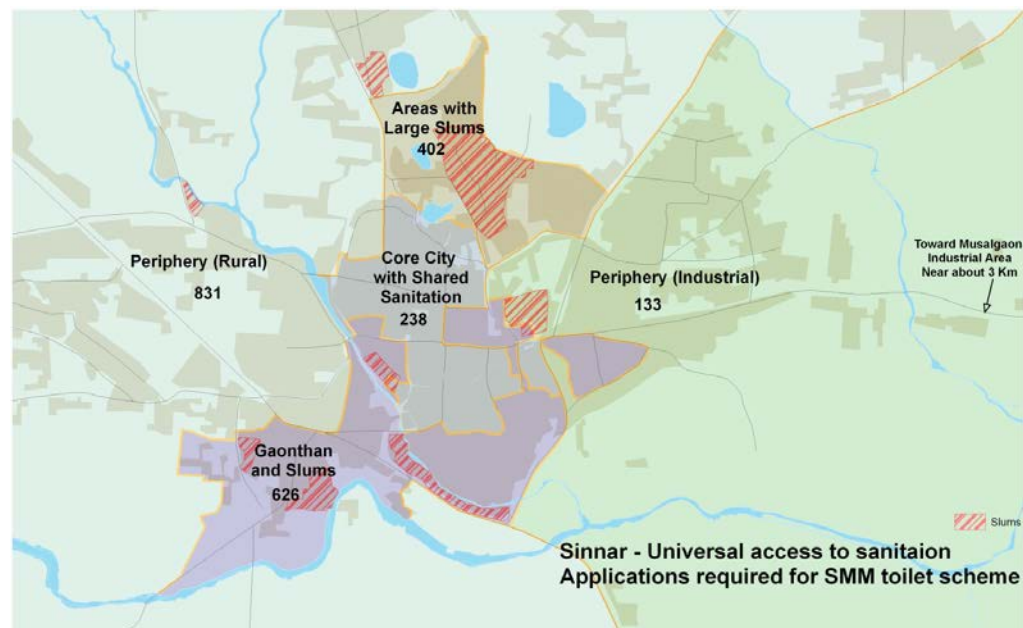 Areas with
Large Slums
402
Periphery (Rural)
831
Core City
with Shared
Sanitation
238
Periphery (Industrial)
133
Toward Musalgaon
Industrial Area
Near about 3 Km
Gaonthan
and Slums
626
Slums
Sinnar - Universal access to sanitaion
Applications required for SMM toilet scheme